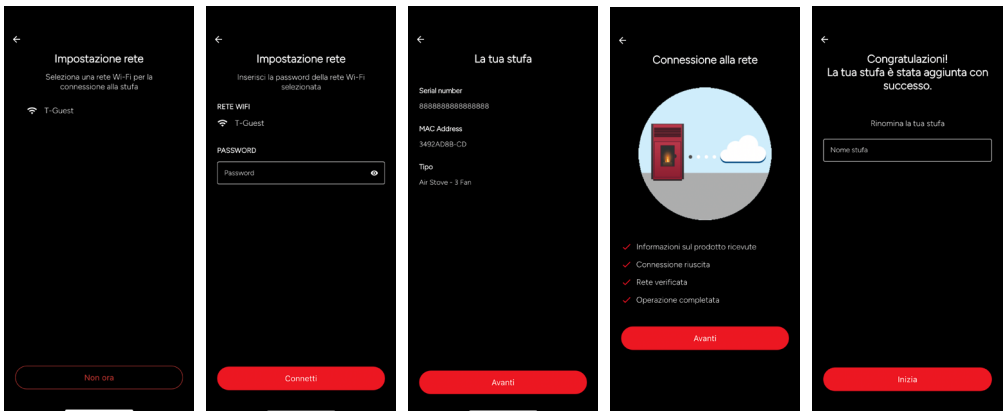 Impostazione rete
Seleziona una rete Wi-Fi per la
connessione alla stufa
T-Guest
Non ora
Impostazione rete
Inserisci la password della rete Wi-Fi
selezionata
RETE WIFI
T-Guest
PASSWORD
Password
Connetti
La tua stufa
Serial number
8888888888888888
MAC Address
3492AD8B-CD
Tipo
Air Stove - 3 Fan
Avanti
Connessione alla rete
Informazioni sul prodotto ricevute
Connessione riuscita
Rete verificata
Operazione completata
Avanti
Congratulazioni!
La tua stufa è stata aggiunta con
successo.
Rinomina la tua stufa
Nome stufa
Inizia